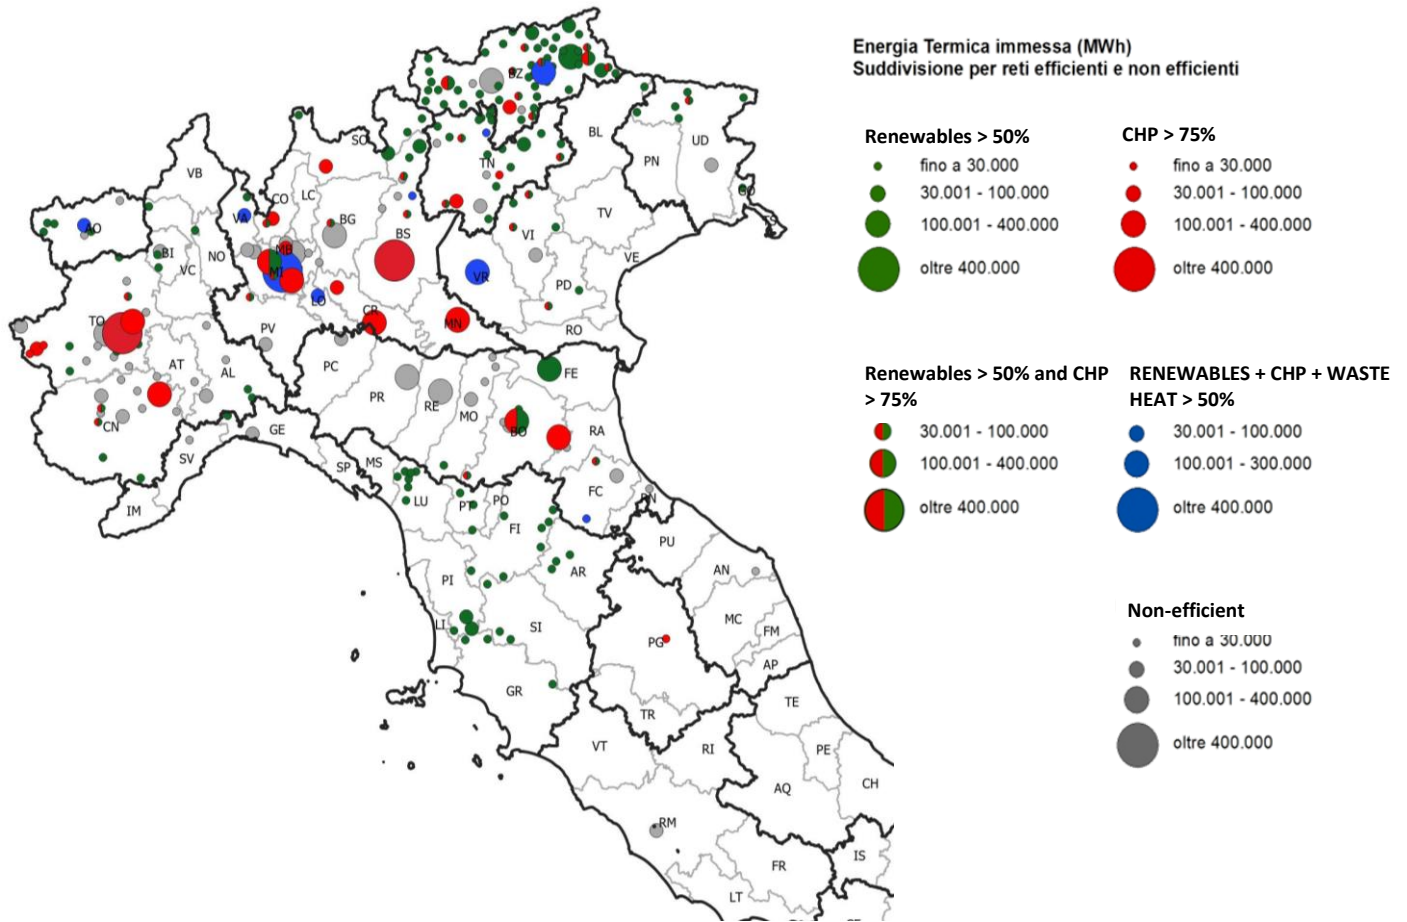 Energia Termica immessa (MWh)
Suddivisione per reti efficienti e non efficienti
Renewables > 50%
fino a 30.000
30.001 - 100.000
100.001 - 400.000
oltre 400.000
CHP > 75%
fino a 30.000
30.001 - 100.000
100.001 - 400.000
oltre 400.000
Renewables > 50% and CHP
> 75%
30.001 - 100.000
100.001 - 400.000
oltre 400.000
RENEWABLES + CHP + WASTE
HEAT > 50%
30.001 - 100.000
100.001 - 300.000
oltre 400.000
Non-efficient
fino a 30.000
30.001 - 100.000
100.001 - 400.000
oltre 400.000
BZ
BL
UD
PN
SO
TN
VB
CO
LC
GO
TS
AO
VA
BG
BS
TV
VI
BI
VC
NO
MB
MI
VR
VE
PD
LO
CR
MN
RO
TO
PV
PC
AT
AL
FE
PR
RE
MO
CN
GE
BO
RA
SV
SP
MS
IM
LU
PT
PO
FI
FC
RN
PU
PI
AR
AN
LI
SI
PG
MC
FM
AP
GR
TR
TE
VT
RI
PE
AQ
CH
RM
FR
IS
LT